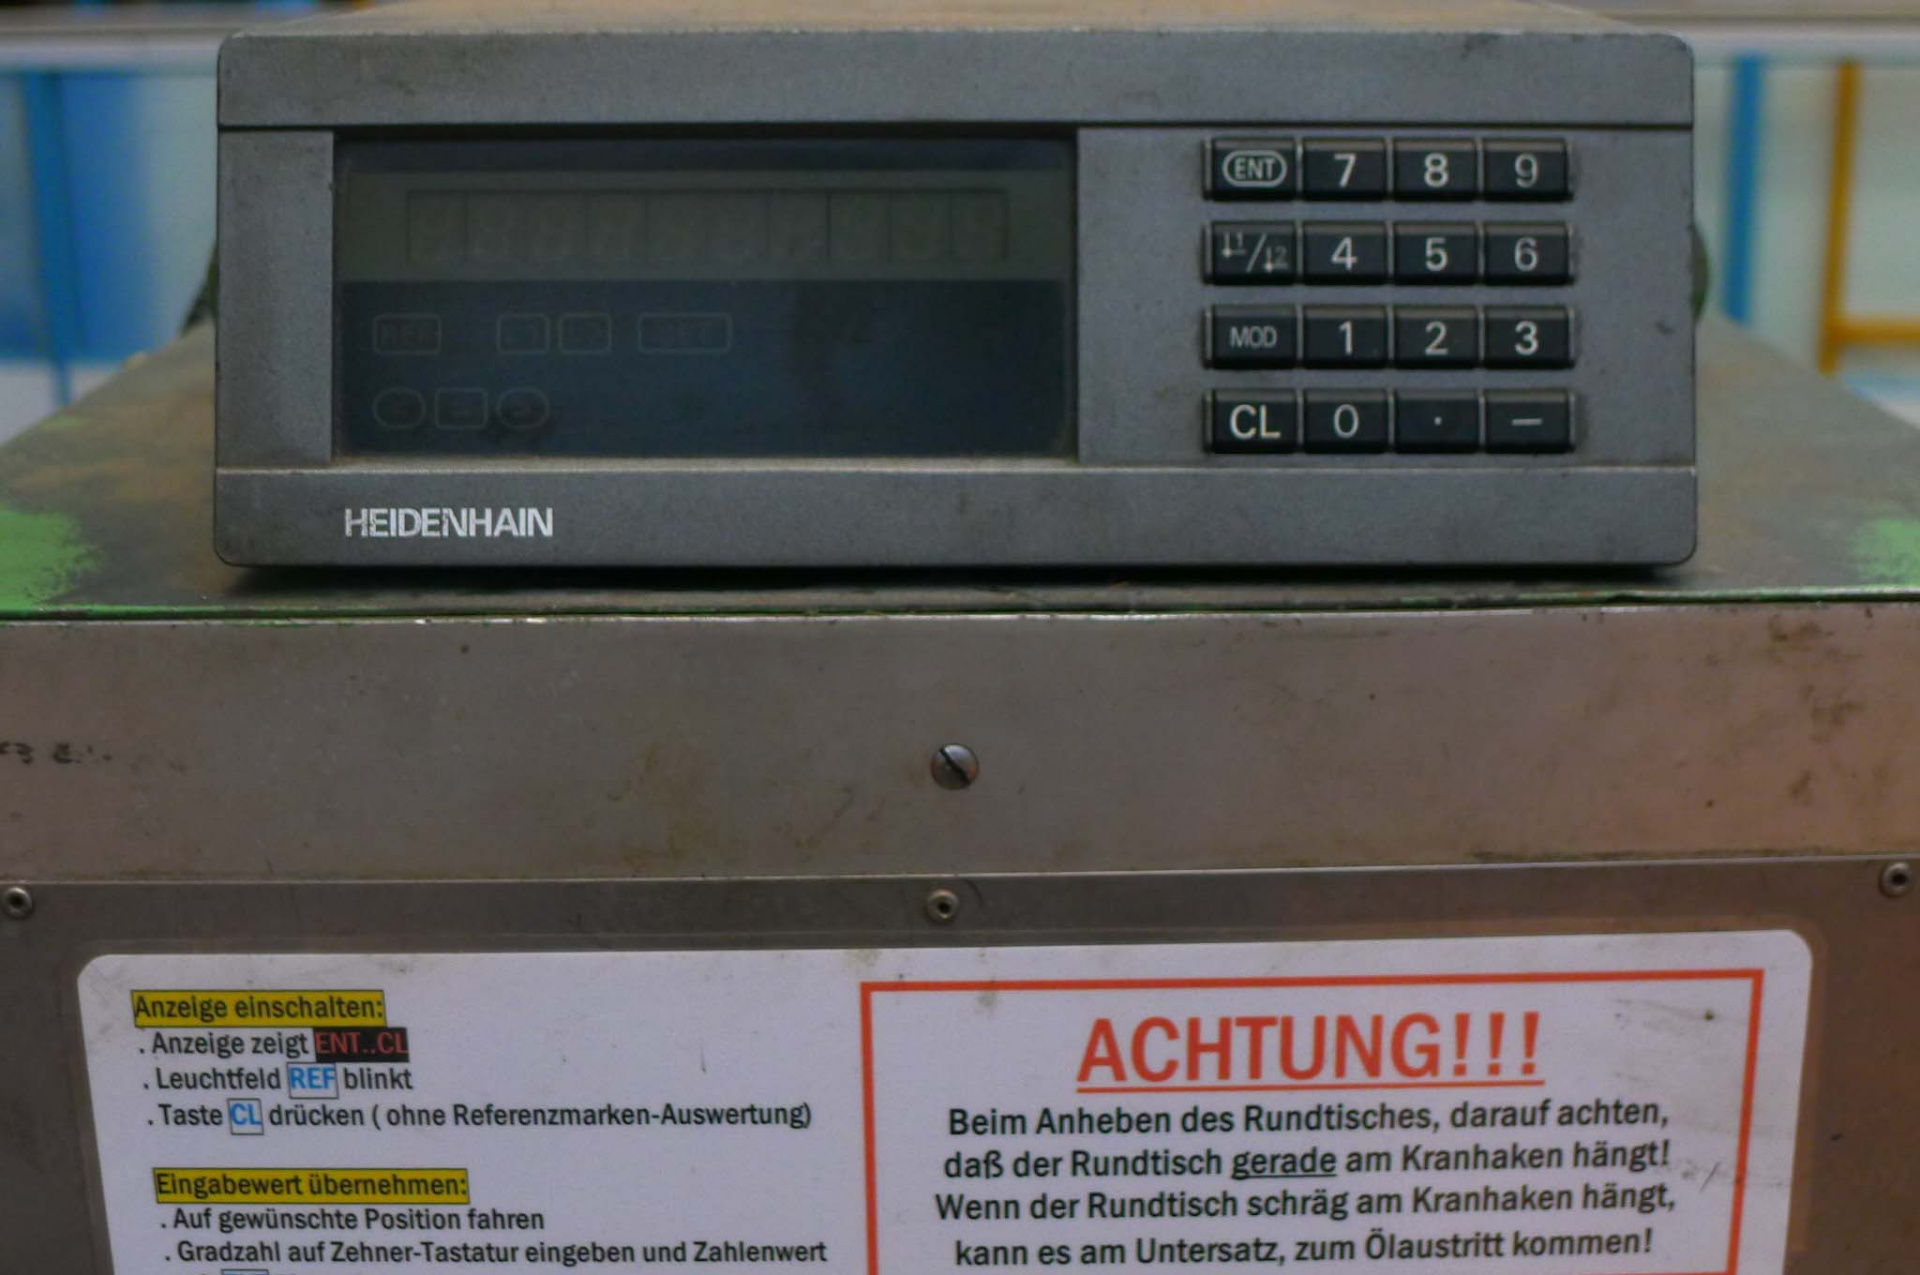 ENT 7 8 9
1/2 4 5 6
REF
MOD 1 2 3
CL 0 . –
HEIDENHAIN
Anzeige einschalten:
. Anzeige zeigt ENT..CL
. Leuchtfeld REF blinkt
. Taste CL drücken ( ohne Referenzmarken-Auswertung)
Eingabewert übernehmen:
. Auf gewünschte Position fahren
. Gradzahl auf Zehner-Tastatur eingeben und Zahlenwert
ACHTUNG!!!
Beim Anheben des Rundtisches, darauf achten,
daß der Rundtisch gerade am Kranhaken hängt!
Wenn der Rundtisch schräg am Kranhaken hängt,
kann es am Untersatz, zum Ölaustritt kommen!